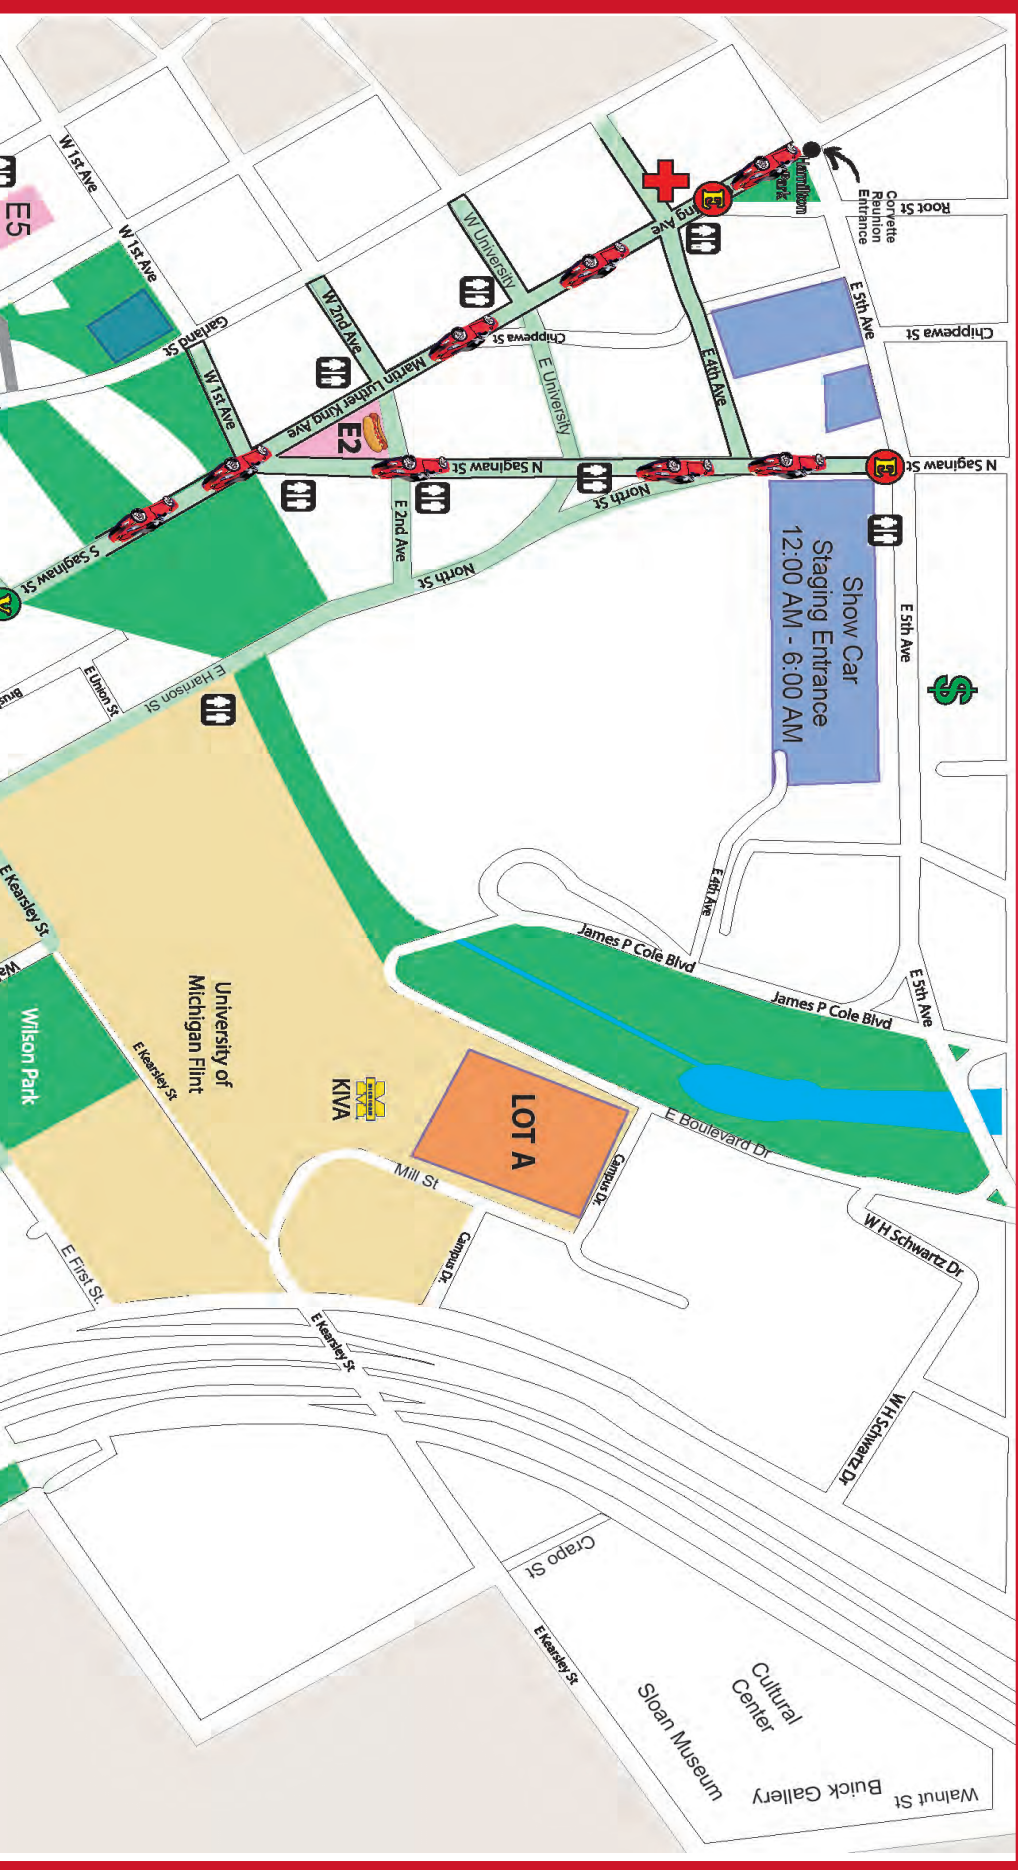 Corvette
Reunion
Entrance
Hamilton
Park
Root St
E
King Ave
W 1st Ave
E5
W 1st Ave
Garland St
W 1st Ave
W 2nd Ave
W University
Chippewa St
E University
E 4th Ave
E 5th Ave
Chippewa St
Martin Luther King Ave
E2
N Saginaw St
E
N Saginaw St
North St
E 2nd Ave
North St
S Saginaw St
E 5th Ave
Show Car
Staging Entrance
12:00 AM - 6:00 AM
$
E Union St
E Harrison St
E 4th Ave
E Kearsley St
James P Cole Blvd
James P Cole Blvd
E 5th Ave
University of
Michigan Flint
Wilson Park
E Kearsley St
KIVA
LOT A
E Boulevard Dr
Mill St
Campus Dr.
Campus Dr.
W H Schwartz Dr
E First St.
E Kearsley St
W H Schwartz Dr
Crapo St
E Kearsley St
Cultural
Center
Sloan Museum
Buick Gallery
Walnut St